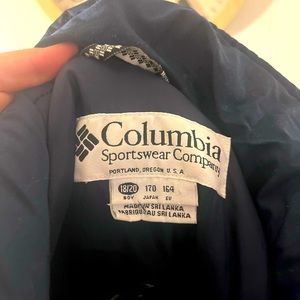 Columbia
Sportswear Company
PORTLAND, OREGON U.S.A
18/20 170 164
BOY JAPAN EU
MADE IN SRI LANKA
FABRIQUÉ AU SRI LANKA